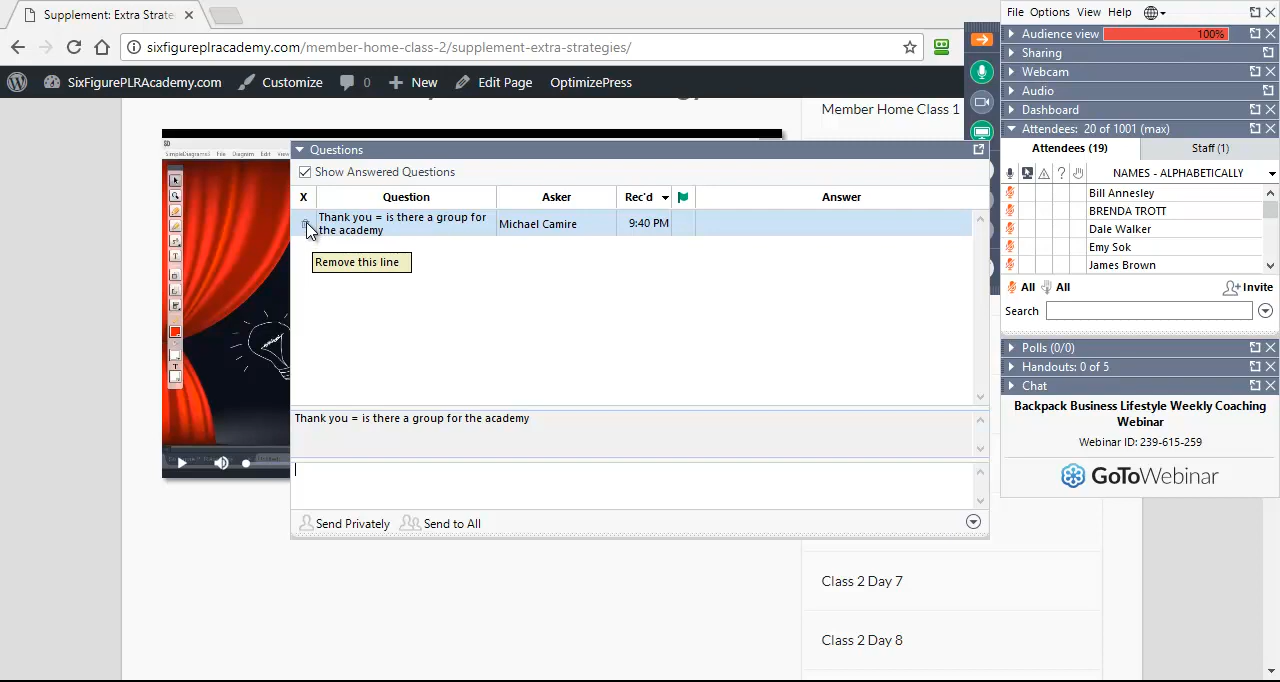 Supplement: Extra Strate
sixfigureplracademy.com/member-home-class-2/supplement-extra-strategies/
SixFigurePLRAcademy.com Customize 0 New Edit Page OptimizePress
Member Home Class 1
Questions
Show Answered Questions
X Question Asker Rec'd Answer
Thank you = is there a group for
the academy
Michael Camire 9:40 PM
Remove this line
Thank you = is there a group for the academy
Send Privately Send to All
Class 2 Day 7
Class 2 Day 8
File Options View Help
Audience view 100%
Sharing
Webcam
Audio
Dashboard
Attendees: 20 of 1001 (max)
Attendees (19) Staff (1)
NAMES - ALPHABETICALLY
Bill Annesley
BRENDA TROTT
Dale Walker
Emy Sok
James Brown
All All Invite
Search
Polls (0/0)
Handouts: 0 of 5
Chat
Backpack Business Lifestyle Weekly Coaching
Webinar
Webinar ID: 239-615-259
GoToWebinar